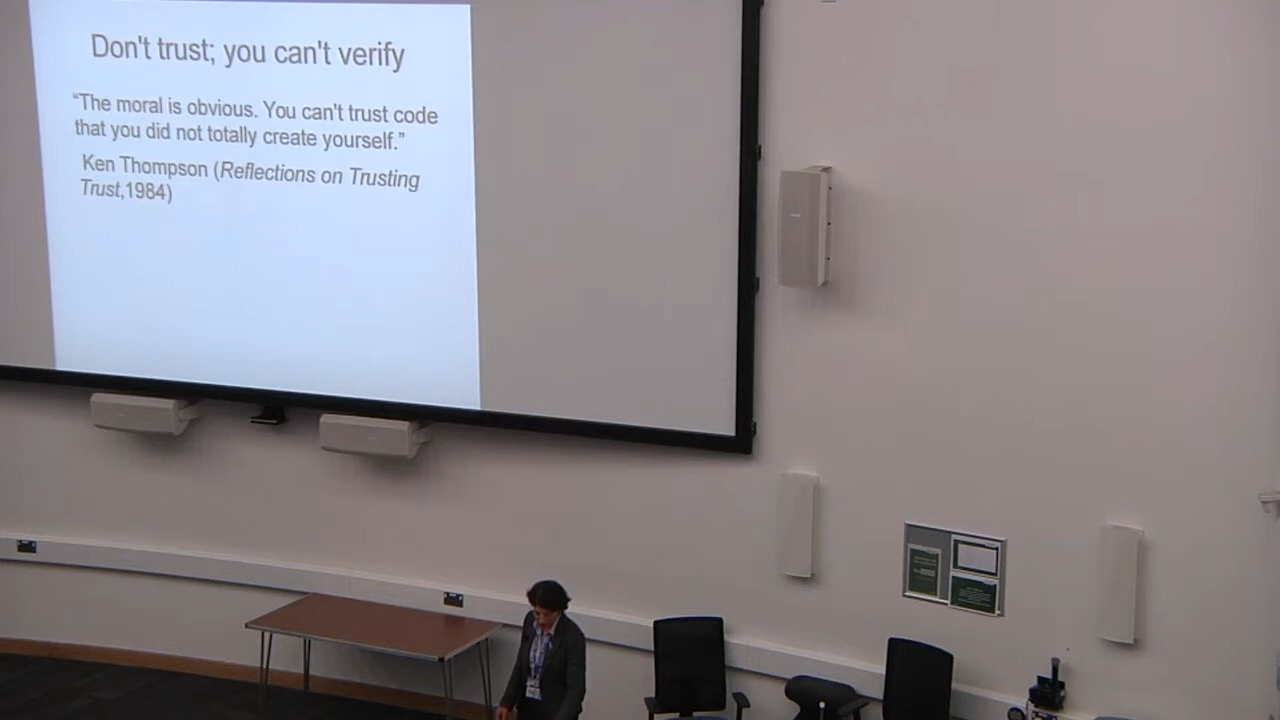 Don't trust; you can't verify
“The moral is obvious. You can't trust code
that you did not totally create yourself.”
Ken Thompson (Reflections on Trusting
Trust,1984)